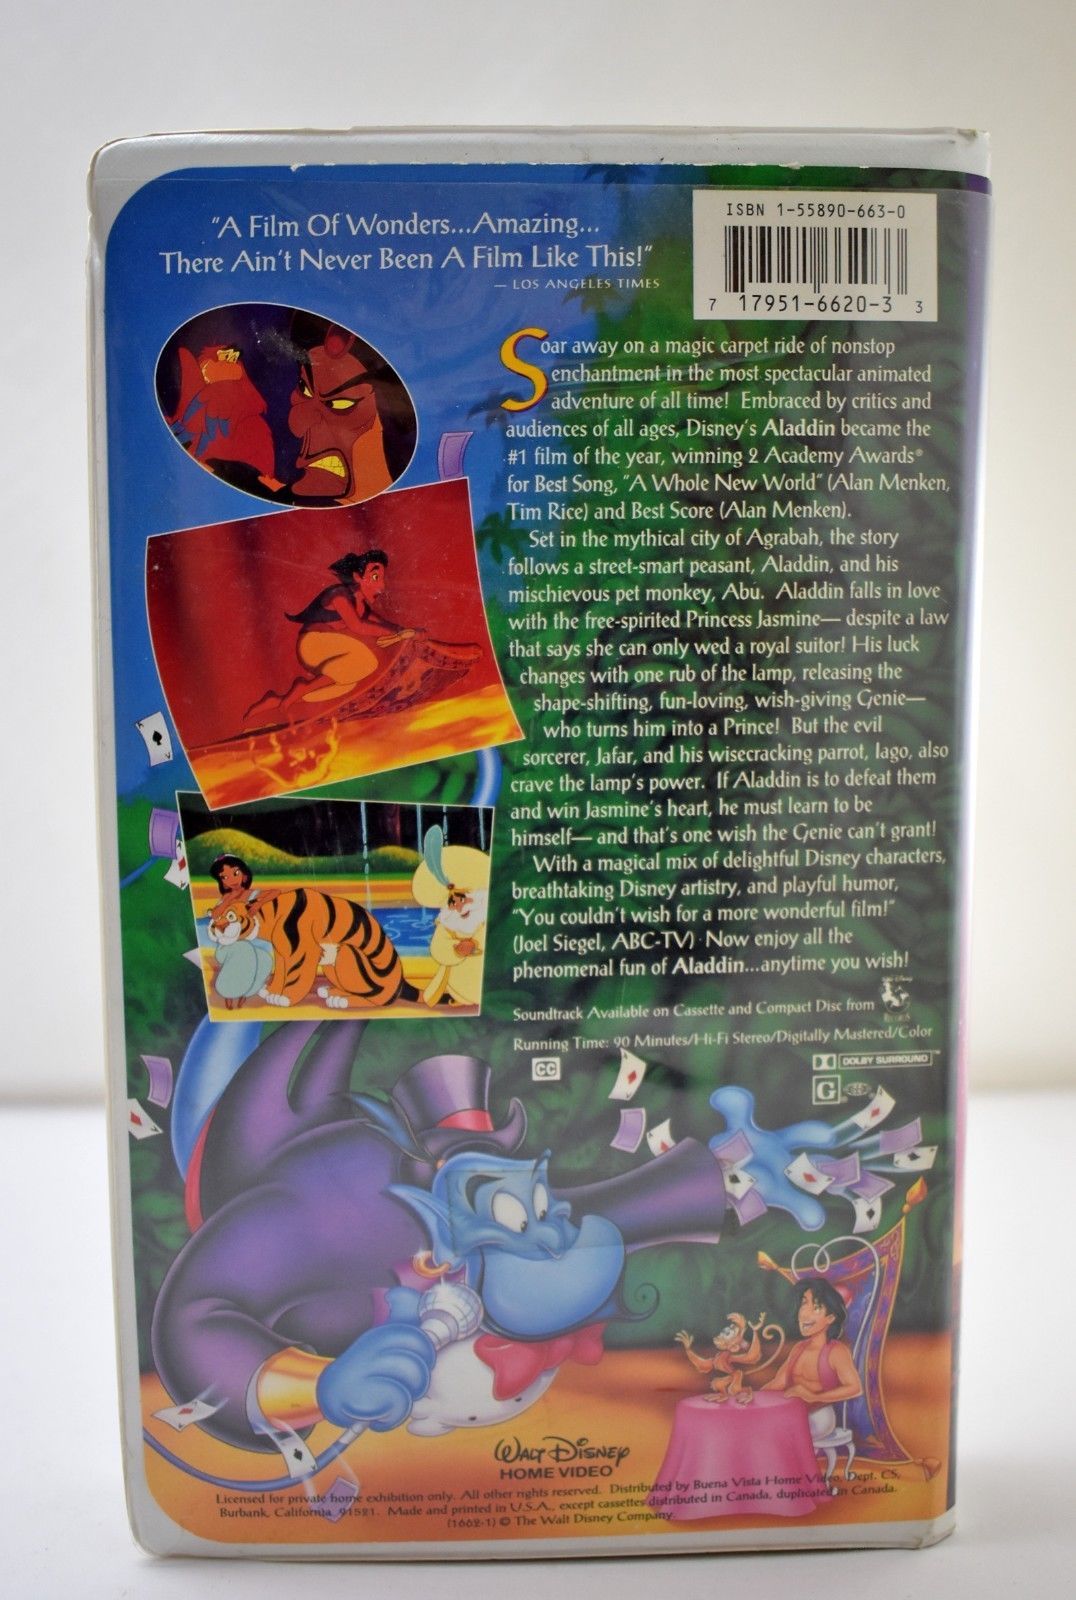 "A Film Of Wonders...Amazing...
There Ain't Never Been A Film Like This!"
— LOS ANGELES TIMES
ISBN 1-55890-663-0
7 17951-6620-3 3
Soar away on a magic carpet ride of nonstop
enchantment in the most spectacular animated
adventure of all time! Embraced by critics and
audiences of all ages, Disney's Aladdin became the
#1 film of the year, winning 2 Academy Awards®
for Best Song, "A Whole New World" (Alan Menken,
Tim Rice) and Best Score (Alan Menken).
Set in the mythical city of Agrabah, the story
follows a street-smart peasant, Aladdin, and his
mischievous pet monkey, Abu. Aladdin falls in love
with the free-spirited Princess Jasmine— despite a law
that says she can only wed a royal suitor! His luck
changes with one rub of the lamp, releasing the
shape-shifting, fun-loving, wish-giving Genie—
who turns him into a Prince! But the evil
sorcerer, Jafar, and his wisecracking parrot, Iago, also
crave the lamp's power. If Aladdin is to defeat them
and win Jasmine's heart, he must learn to be
himself— and that's one wish the Genie can't grant!
With a magical mix of delightful Disney characters,
breathtaking Disney artistry, and playful humor,
"You couldn't wish for a more wonderful film!"
(Joel Siegel, ABC-TV) Now enjoy all the
phenomenal fun of Aladdin...anytime you wish!
Soundtrack Available on Cassette and Compact Disc from
Running Time: 90 Minutes/Hi-Fi Stereo/Digitally Mastered/Color
CC
DOLBY SURROUND™
G
WALT DISNEY
HOME VIDEO
Licensed for private home exhibition only. All other rights reserved. Distributed by Buena Vista Home Video, Dept. CS,
Burbank, California 91521. Made and printed in U.S.A., except cassettes distributed in Canada, duplicated in Canada.
(1662-1) © The Walt Disney Company.